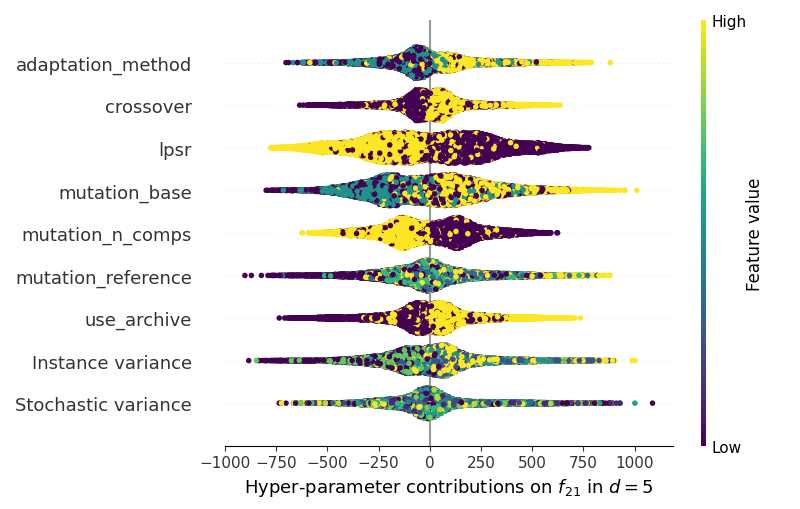 High
adaptation_method
crossover
lpsr
mutation_base
mutation_n_comps
mutation_reference
use_archive
Instance variance
Stochastic variance
Feature value
Low
−1000 −750 −500 −250 0 250 500 750 1000
Hyper-parameter contributions on f21 in d = 5